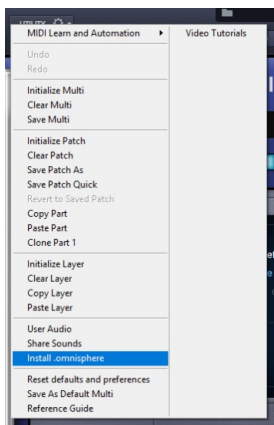 UTILITY
MIDI Learn and Automation
Video Tutorials
Undo
Redo
Initialize Multi
Clear Multi
Save Multi
Initialize Patch
Clear Patch
Save Patch As
Save Patch Quick
Revert to Saved Patch
Copy Part
Paste Part
Clone Part 1
Initialize Layer
Clear Layer
Copy Layer
Paste Layer
User Audio
Share Sounds
Install .omnisphere
Reset defaults and preferences
Save As Default Multi
Reference Guide